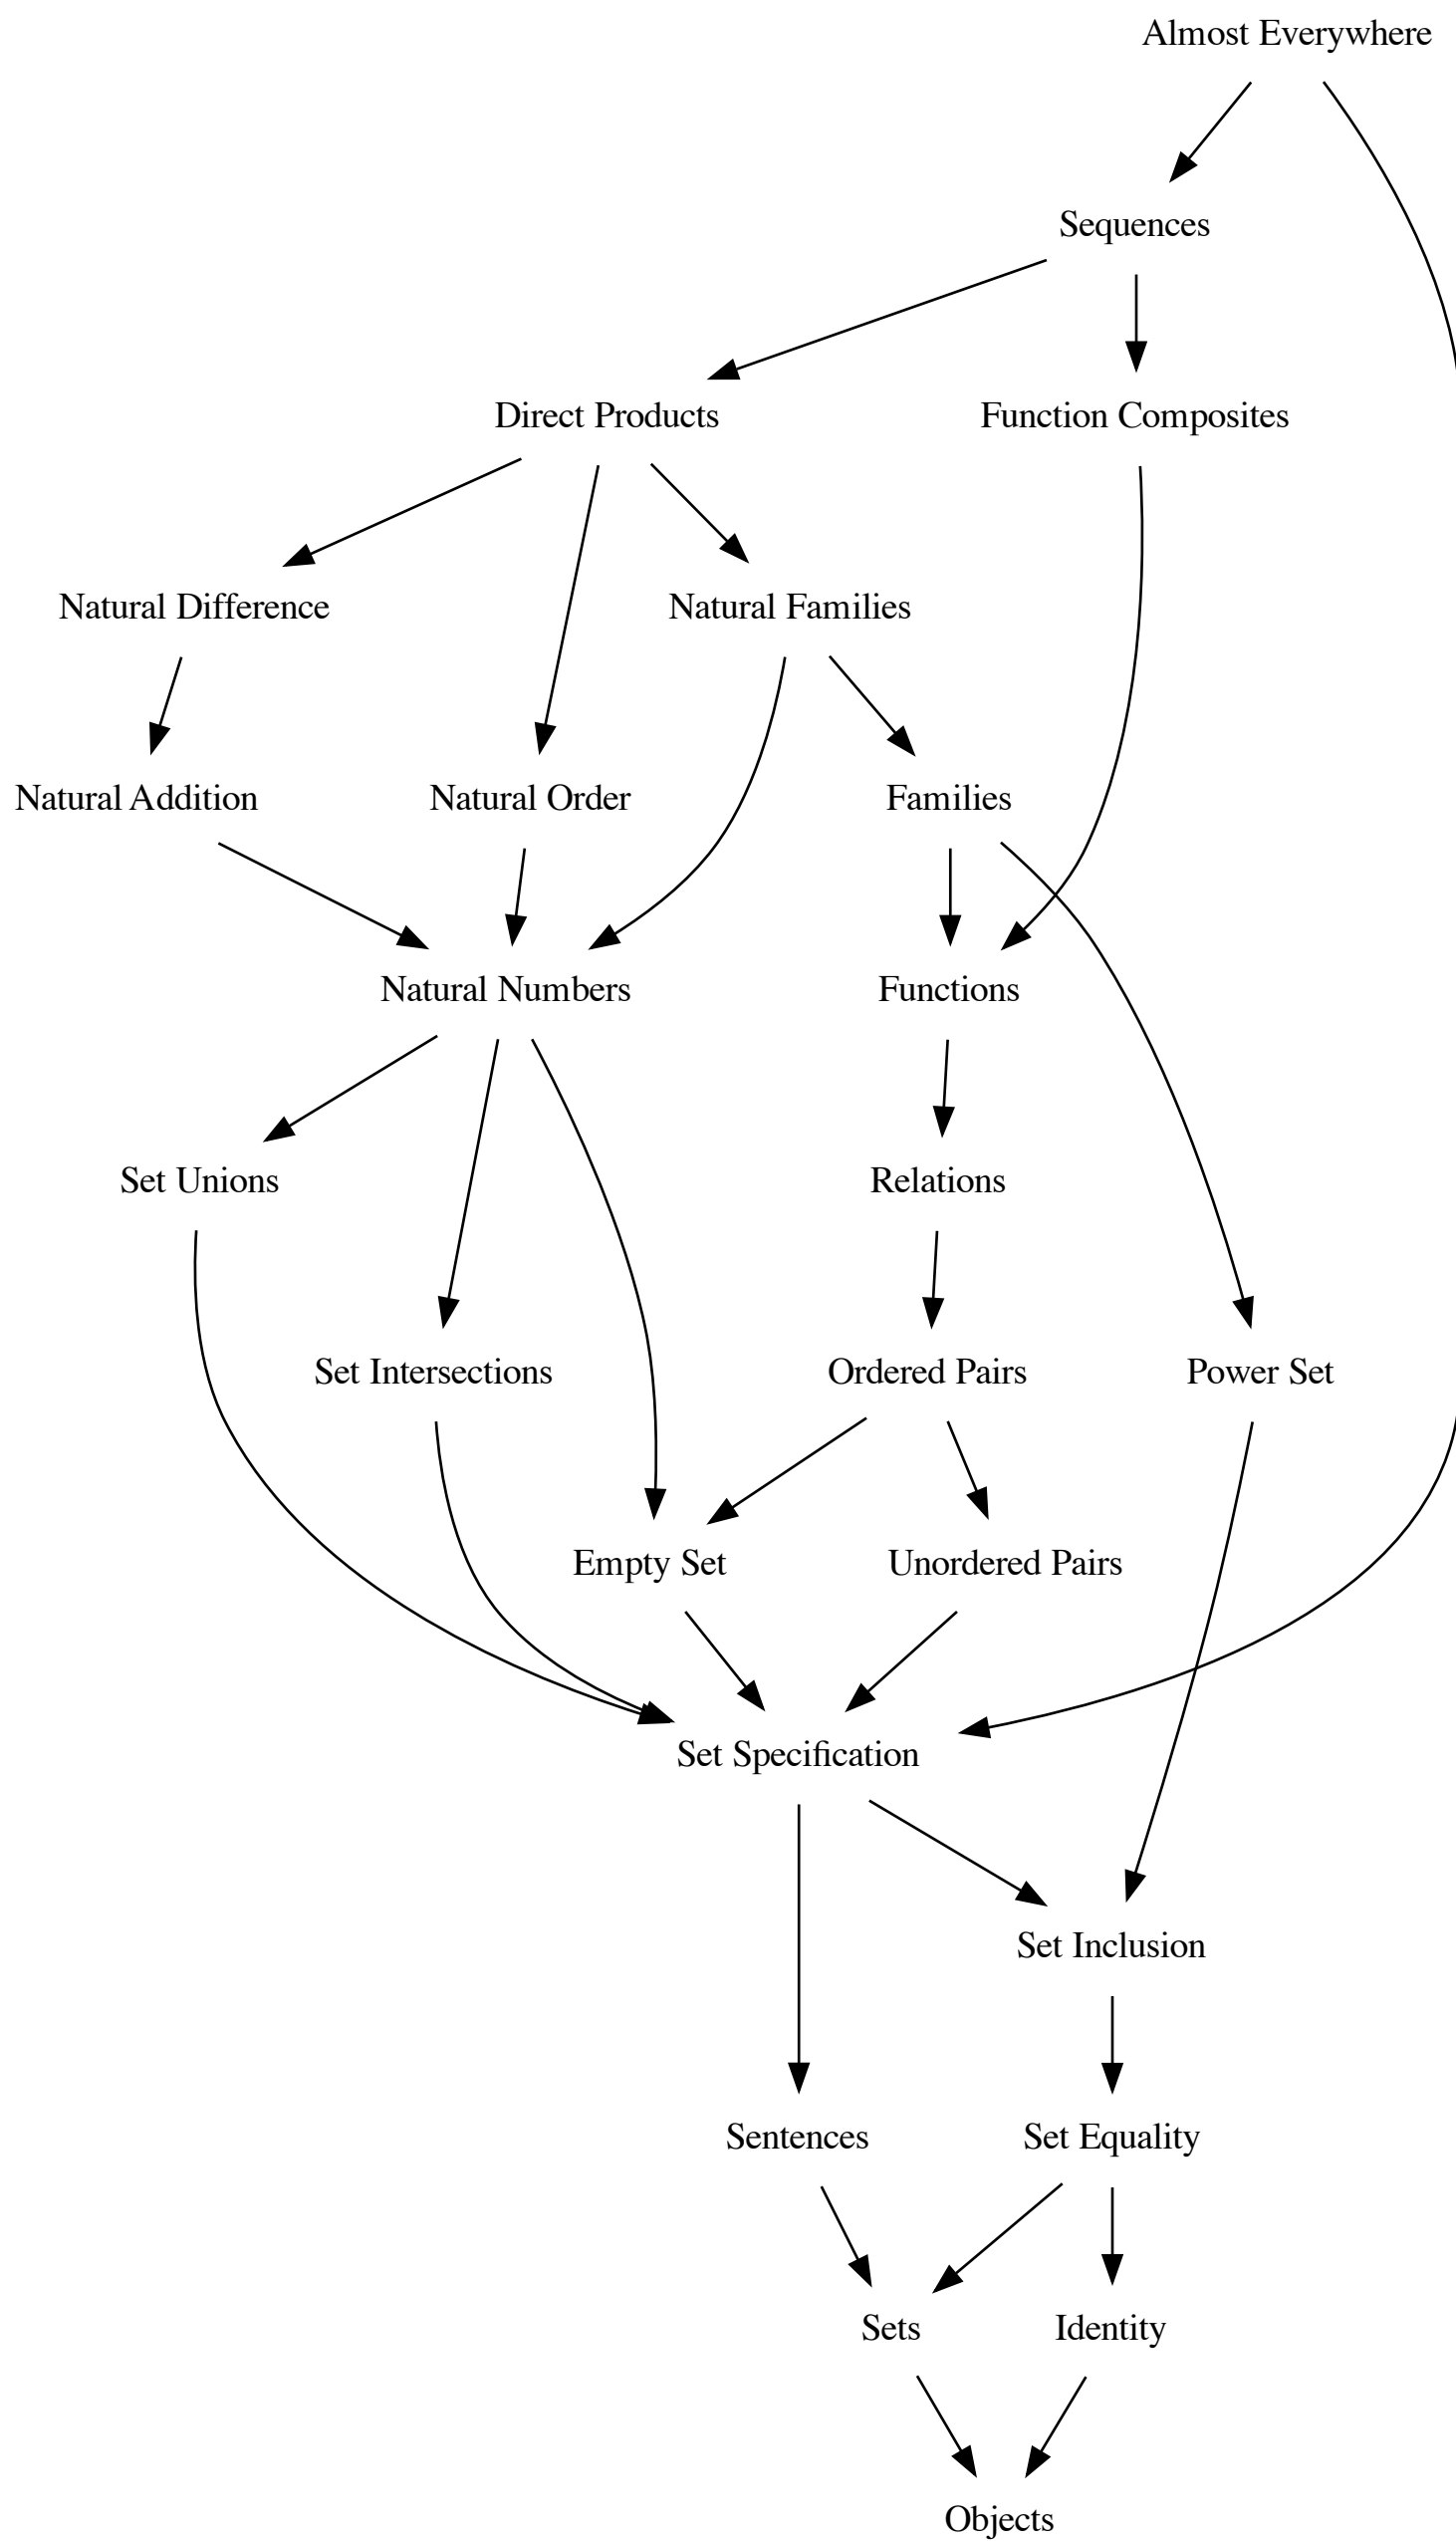 Almost Everywhere
Sequences
Direct Products
Function Composites
Natural Difference
Natural Families
Natural Addition
Natural Order
Families
Natural Numbers
Functions
Set Unions
Relations
Set Intersections
Ordered Pairs
Power Set
Empty Set
Unordered Pairs
Set Specification
Set Inclusion
Sentences
Set Equality
Sets
Identity
Objects